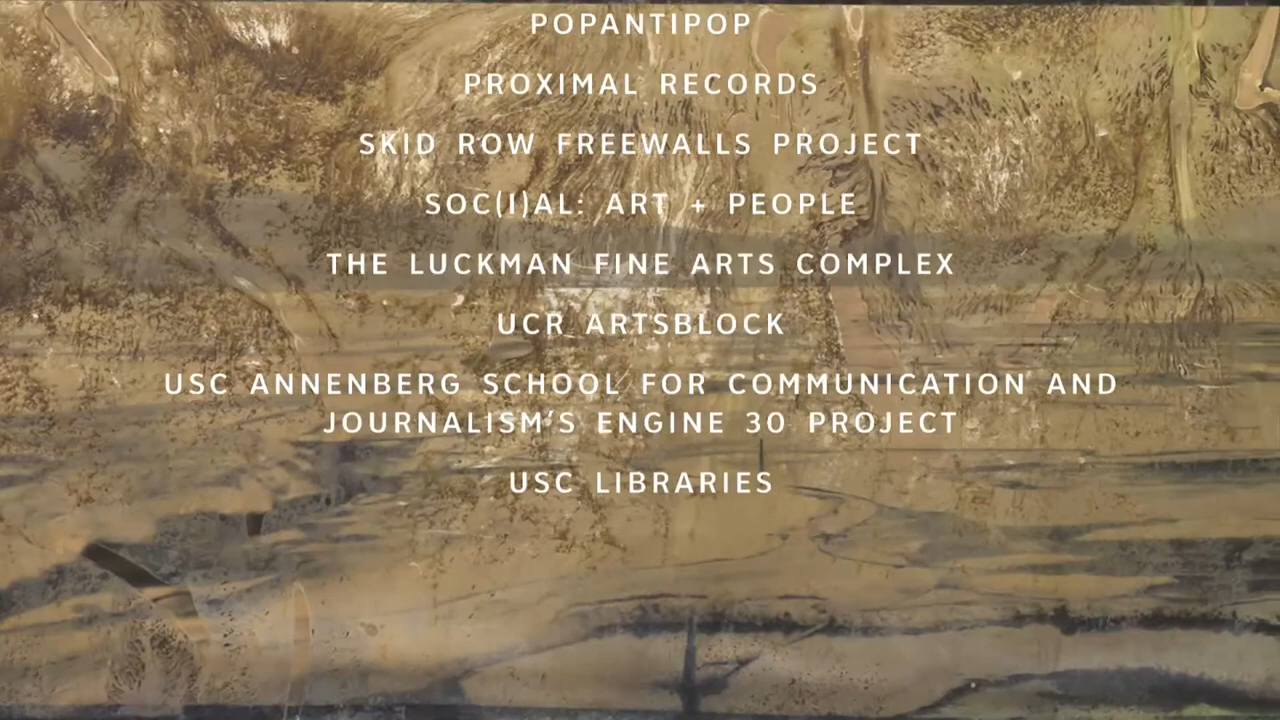 POPANTIPOP
PROXIMAL RECORDS
SKID ROW FREEWALLS PROJECT
SOC(I)AL: ART + PEOPLE
THE LUCKMAN FINE ARTS COMPLEX
UCR ARTSBLOCK
USC ANNENBERG SCHOOL FOR COMMUNICATION AND
JOURNALISM'S ENGINE 30 PROJECT
USC LIBRARIES